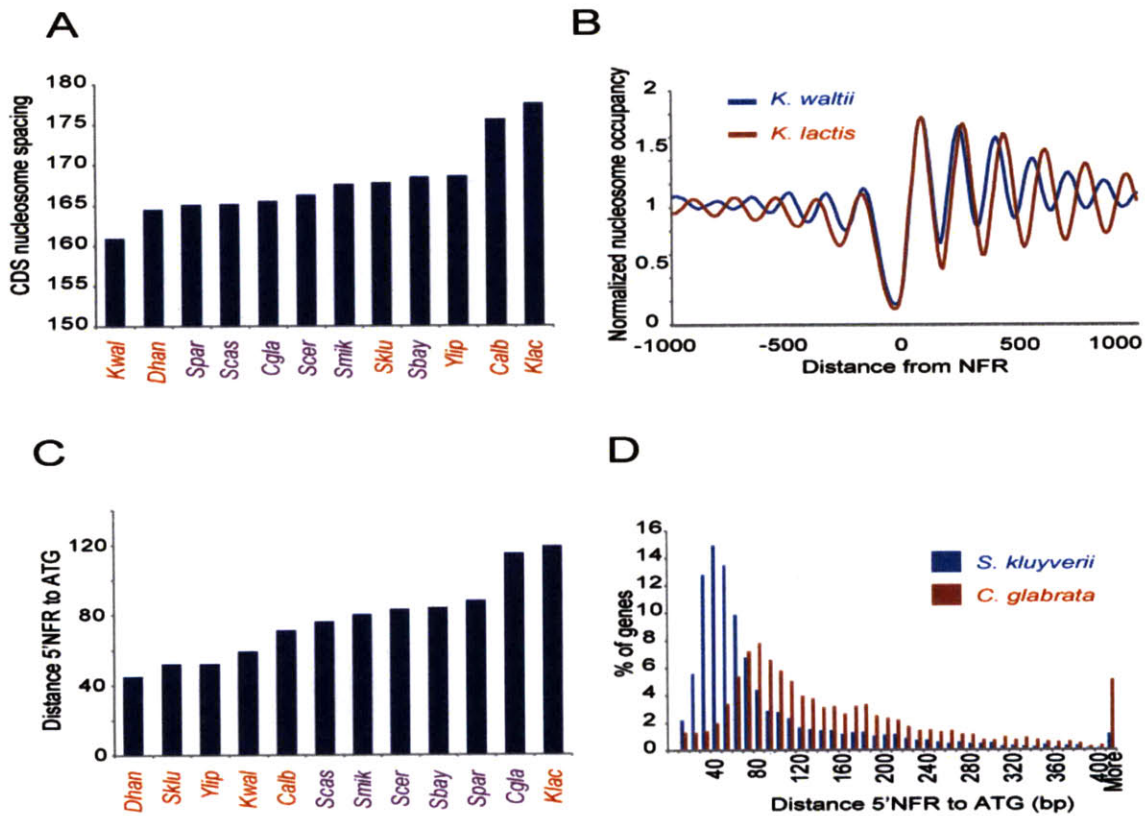 A
CDS nucleosome spacing
180
175
170
165
160
155
150
Kwal
Dhan
Spar
Scas
Cgla
Scer
Smik
Sklu
Sbay
Ylip
Calb
Klac
B
Normalized nucleosome occupancy
2
1.5
1
0.5
0
K. waltii
K. lactis
-1000
-500
0
500
1000
Distance from NFR
C
Distance 5'NFR to ATG
120
80
40
0
Dhan
Sklu
Ylip
Kwal
Calb
Scas
Smik
Scer
Sbay
Spar
Cgla
Klac
D
% of genes
16
14
12
10
8
6
4
2
0
S. kluyverii
C. glabrata
40
80
120
160
200
240
280
320
360
400
More
Distance 5'NFR to ATG (bp)